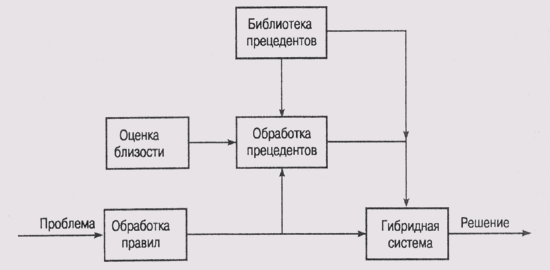 Библиотека
прецедентов
Оценка
близости
Обработка
прецедентов
Проблема
Обработка
правил
Гибридная
система
Решение